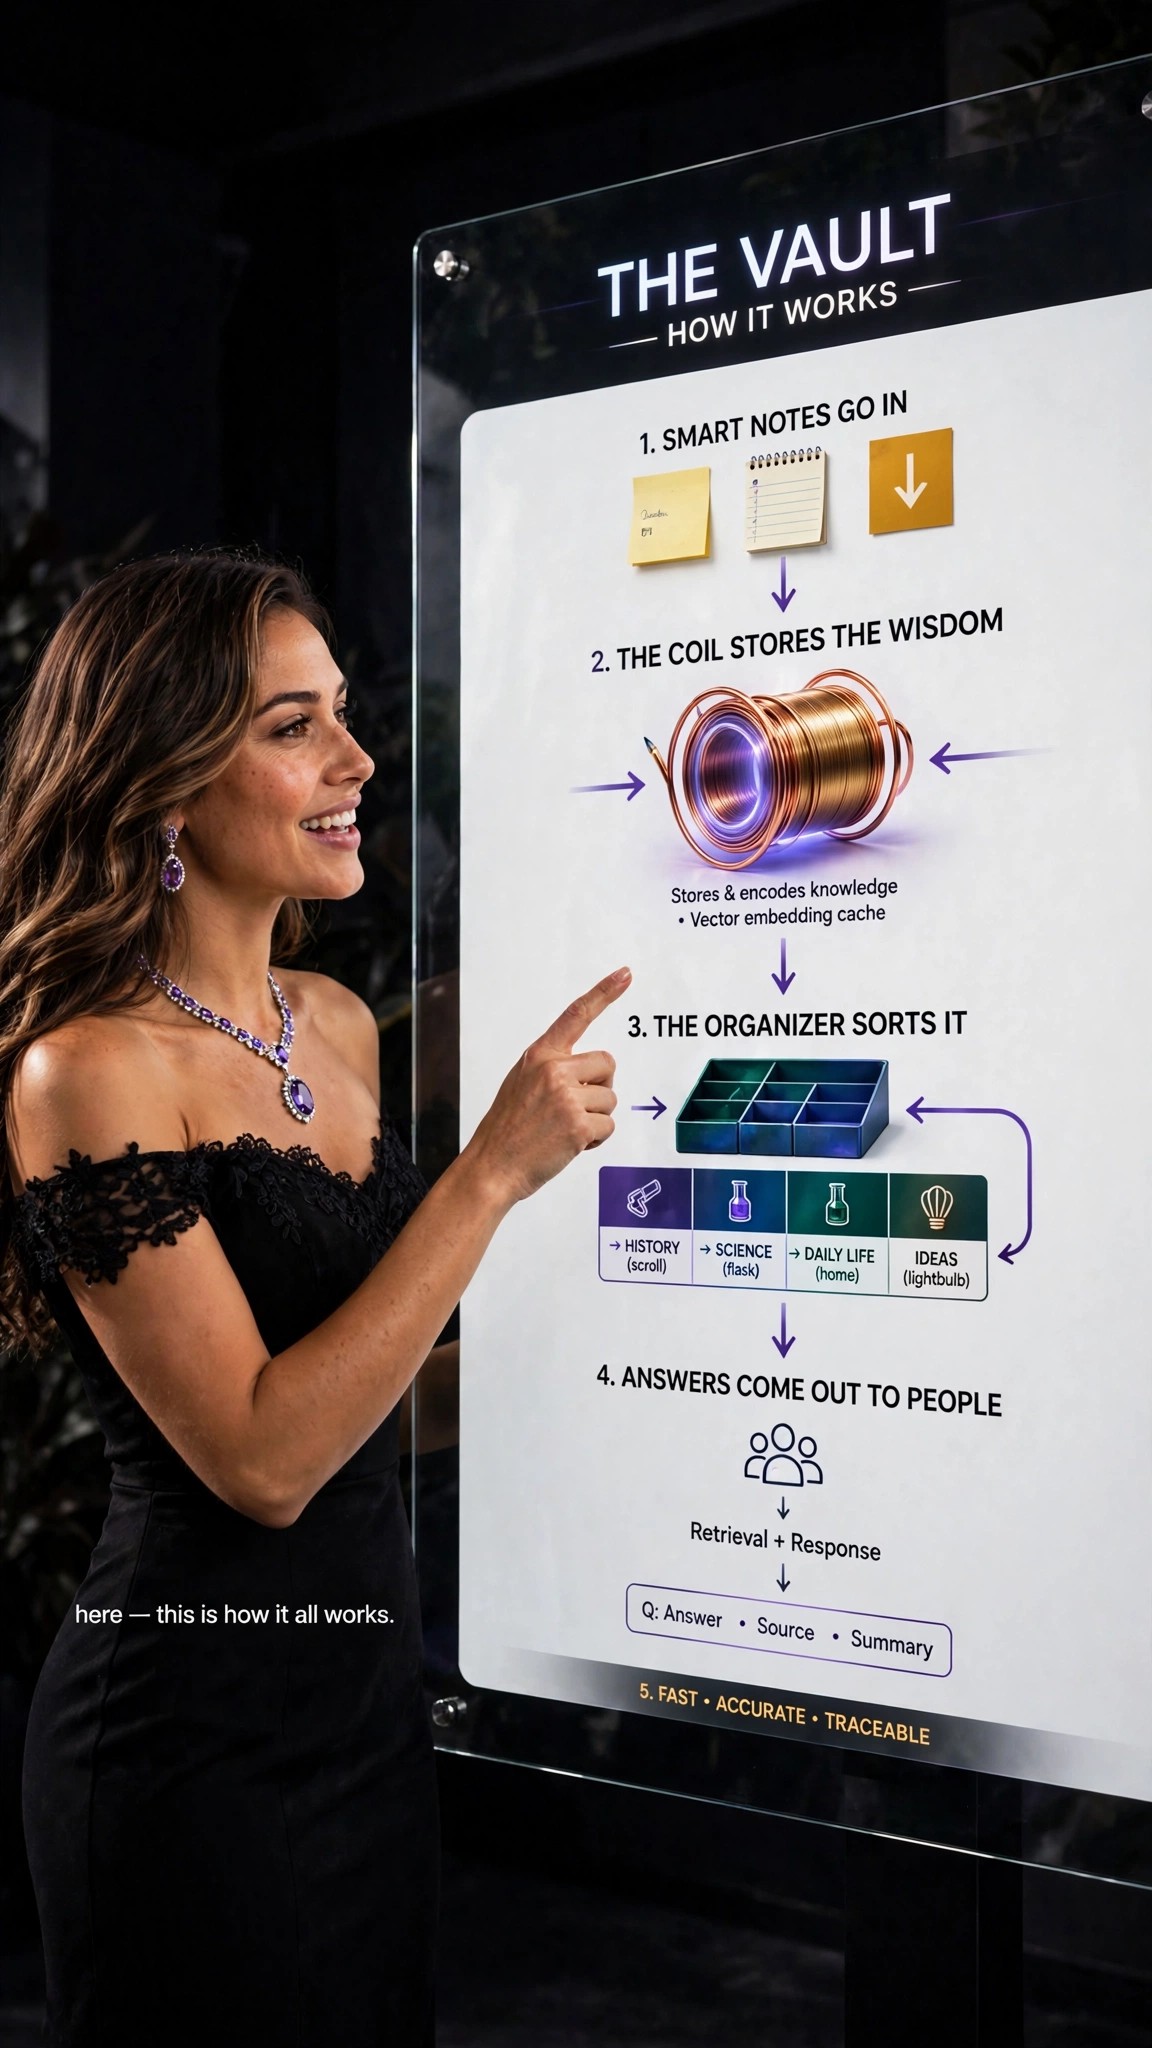 THE VAULT
HOW IT WORKS
1. SMART NOTES GO IN
2. THE COIL STORES THE WISDOM
Stores & encodes knowledge
• Vector embedding cache
3. THE ORGANIZER SORTS IT
→ HISTORY
(scroll)
→ SCIENCE
(flask)
→ DAILY LIFE
(home)
IDEAS
(lightbulb)
4. ANSWERS COME OUT TO PEOPLE
Retrieval + Response
Q: Answer • Source • Summary
here — this is how it all works.
5. FAST • ACCURATE • TRACEABLE